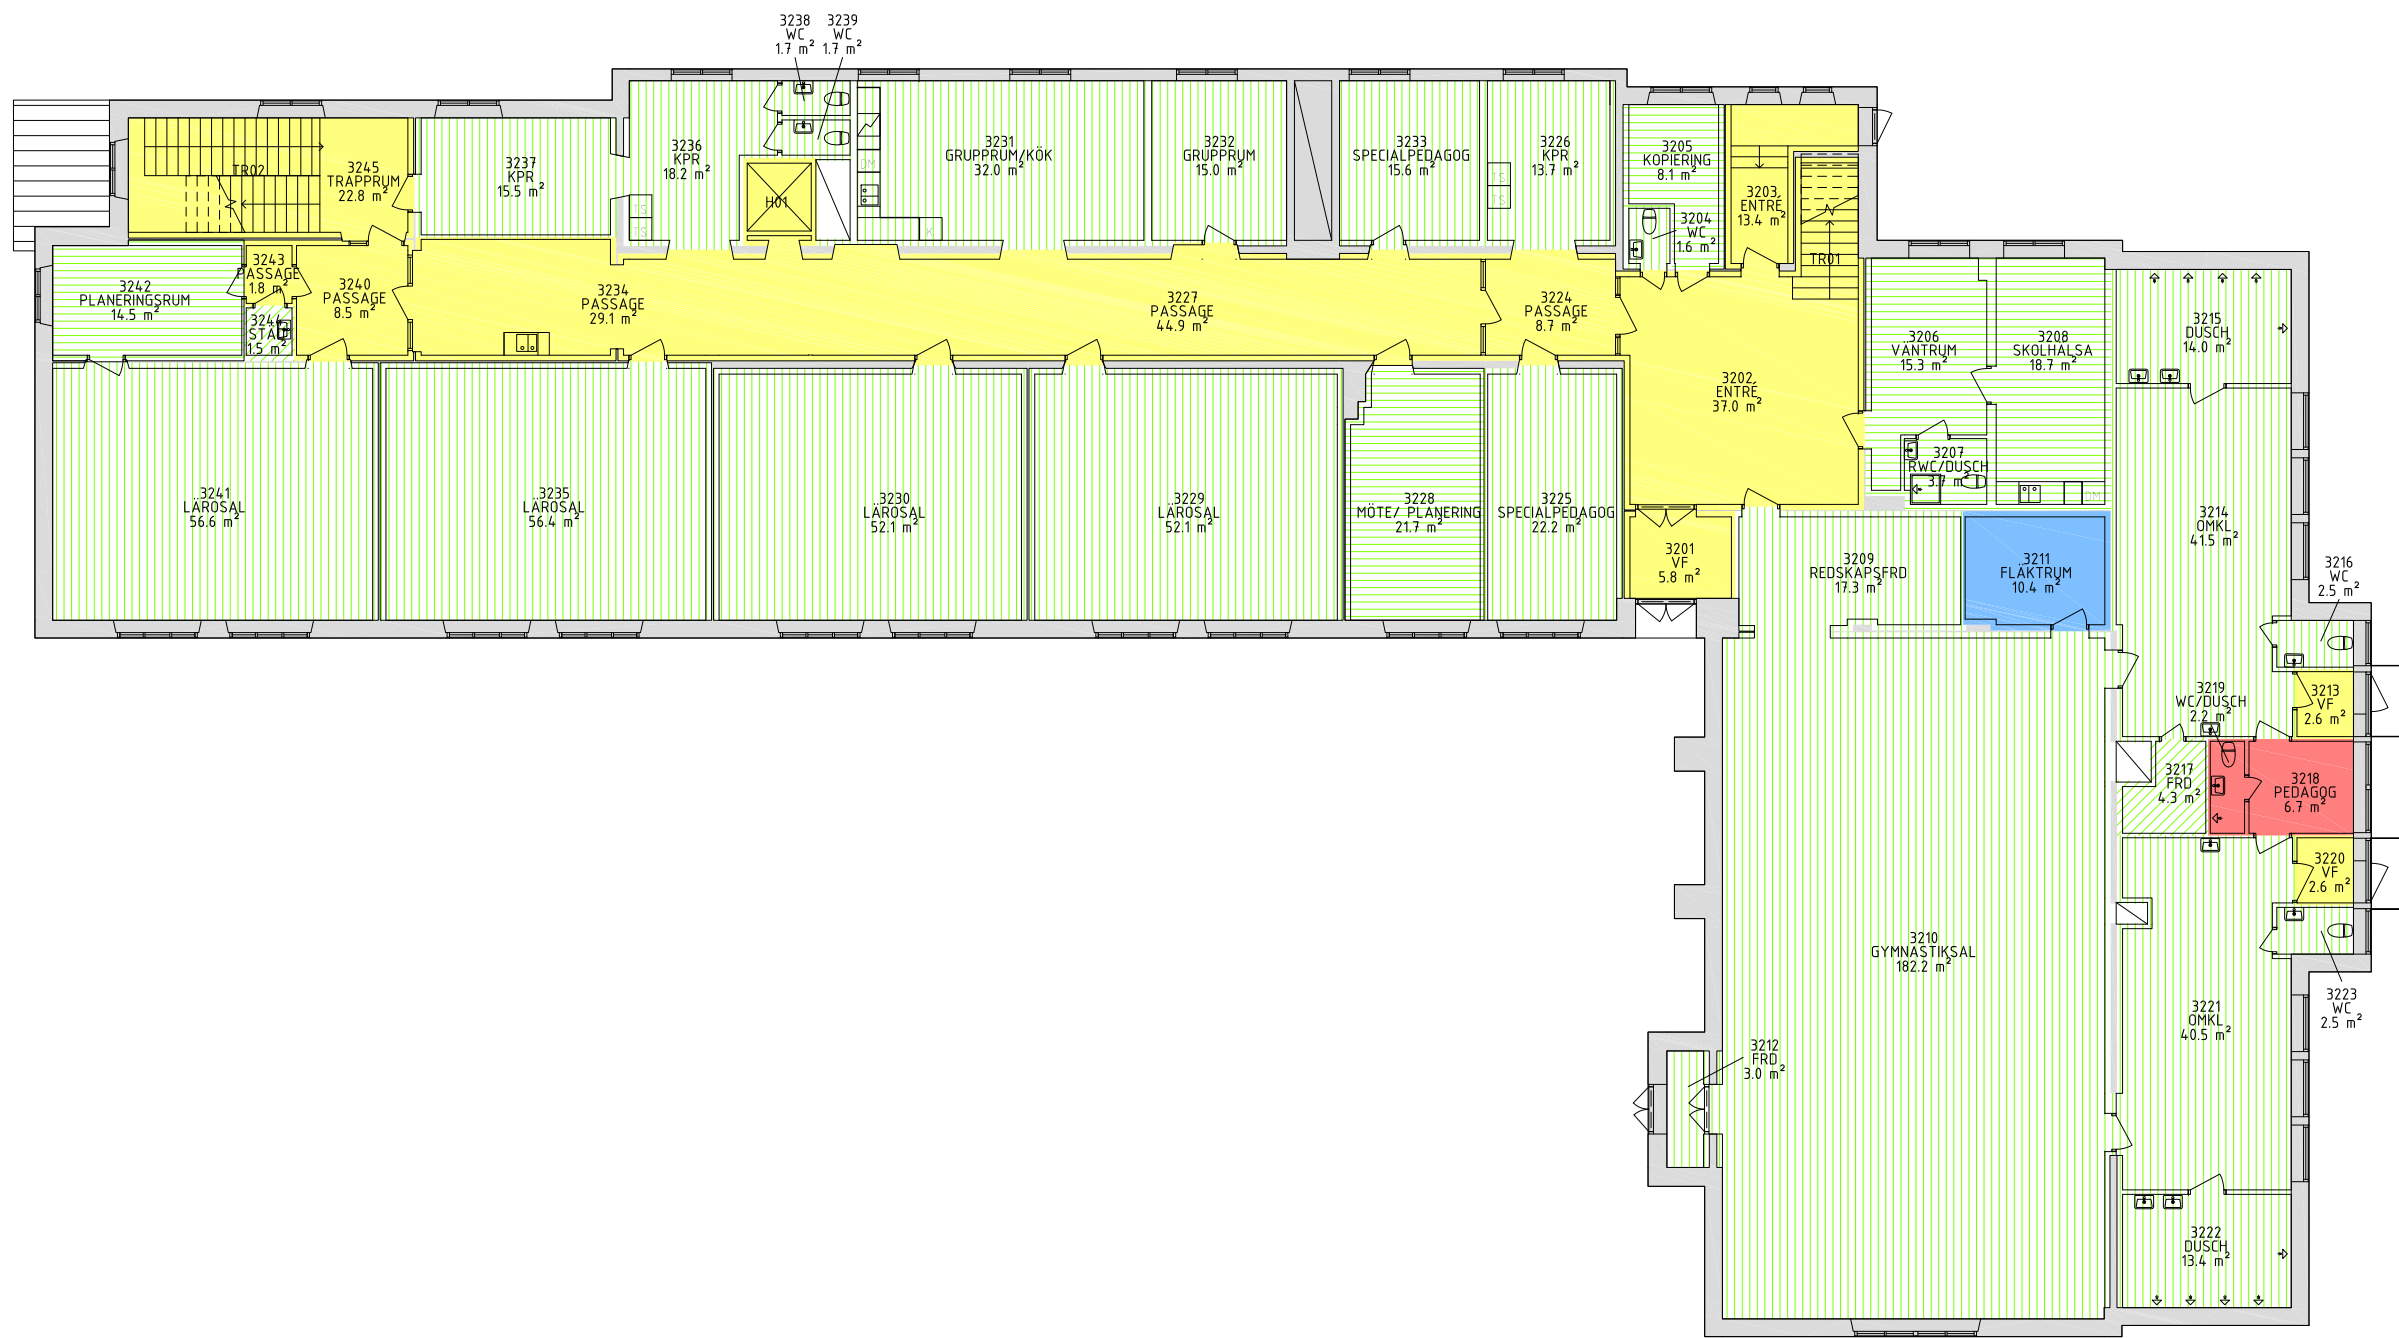 3238
WC
1.7 m²
3239
WC
1.7 m²
TR02
3245
TRAPPRUM
22.8 m²
3237
KPR
15.5 m²
3236
KPR
18.2 m²
TS
TS
H01
DM
K
3231
GRUPPRUM/KÖK
32.0 m²
3232
GRUPPRUM
15.0 m²
3233
SPECIALPEDAGOG
15.6 m²
3226
KPR
13.7 m²
TS
TS
3205
KOPIERING
8.1 m²
3204
WC
1.6 m²
3203
ENTRÉ
13.4 m²
TR01
3242
PLANERINGSRUM
14.5 m²
3243
PASSAGE
1.8 m²
3244
STÄD
1.5 m²
3240
PASSAGE
8.5 m²
3234
PASSAGE
29.1 m²
3227
PASSAGE
44.9 m²
3224
PASSAGE
8.7 m²
3202
ENTRÉ
37.0 m²
3206
VÄNTRUM
15.3 m²
3208
SKOLHÄLSA
18.7 m²
3215
DUSCH
14.0 m²
3207
RWC/DUSCH
3.7 m²
DM
3241
LÄROSAL
56.6 m²
3235
LÄROSAL
56.4 m²
3230
LÄROSAL
52.1 m²
3229
LÄROSAL
52.1 m²
3228
MÖTE/ PLANERING
21.7 m²
3225
SPECIALPEDAGOG
22.2 m²
3201
VF
5.8 m²
3209
REDSKAPSFRD
17.3 m²
3211
FLÄKTRUM
10.4 m²
3214
OMKL
41.5 m²
3216
WC
2.5 m²
3219
WC/DUSCH
2.2 m²
3213
VF
2.6 m²
3217
FRD
4.3 m²
3218
PEDAGOG
6.7 m²
3220
VF
2.6 m²
3210
GYMNASTIKSAL
182.2 m²
3221
OMKL
40.5 m²
3223
WC
2.5 m²
3212
FRD
3.0 m²
3222
DUSCH
13.4 m²